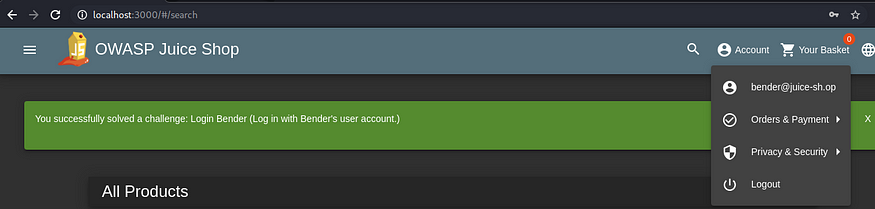 localhost:3000/#/search
OWASP Juice Shop
Account
Your Basket
0
bender@juice-sh.op
You successfully solved a challenge: Login Bender (Log in with Bender's user account.)
X
Orders & Payment
Privacy & Security
Logout
All Products